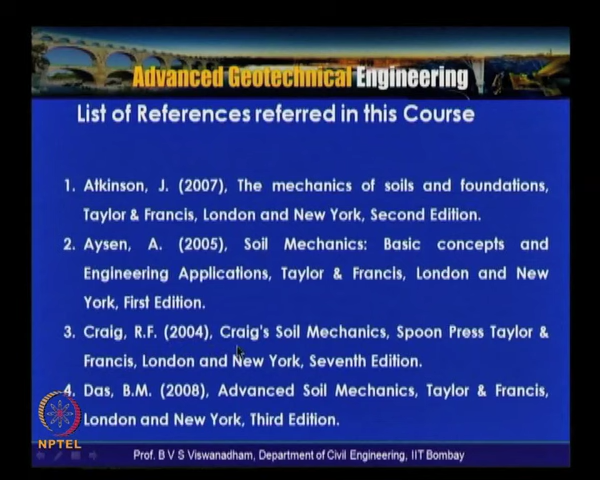 Advanced Geotechnical Engineering
List of References referred in this Course
1. Atkinson, J. (2007), The mechanics of soils and foundations,
Taylor & Francis, London and New York, Second Edition.
2. Aysen, A. (2005), Soil Mechanics: Basic concepts and
Engineering Applications, Taylor & Francis, London and New
York, First Edition.
3. Craig, R.F. (2004), Craig's Soil Mechanics, Spoon Press Taylor &
Francis, London and New York, Seventh Edition.
4. Das, B.M. (2008), Advanced Soil Mechanics, Taylor & Francis,
London and New York, Third Edition.
NPTEL
Prof. B V S Viswanadham, Department of Civil Engineering, IIT Bombay